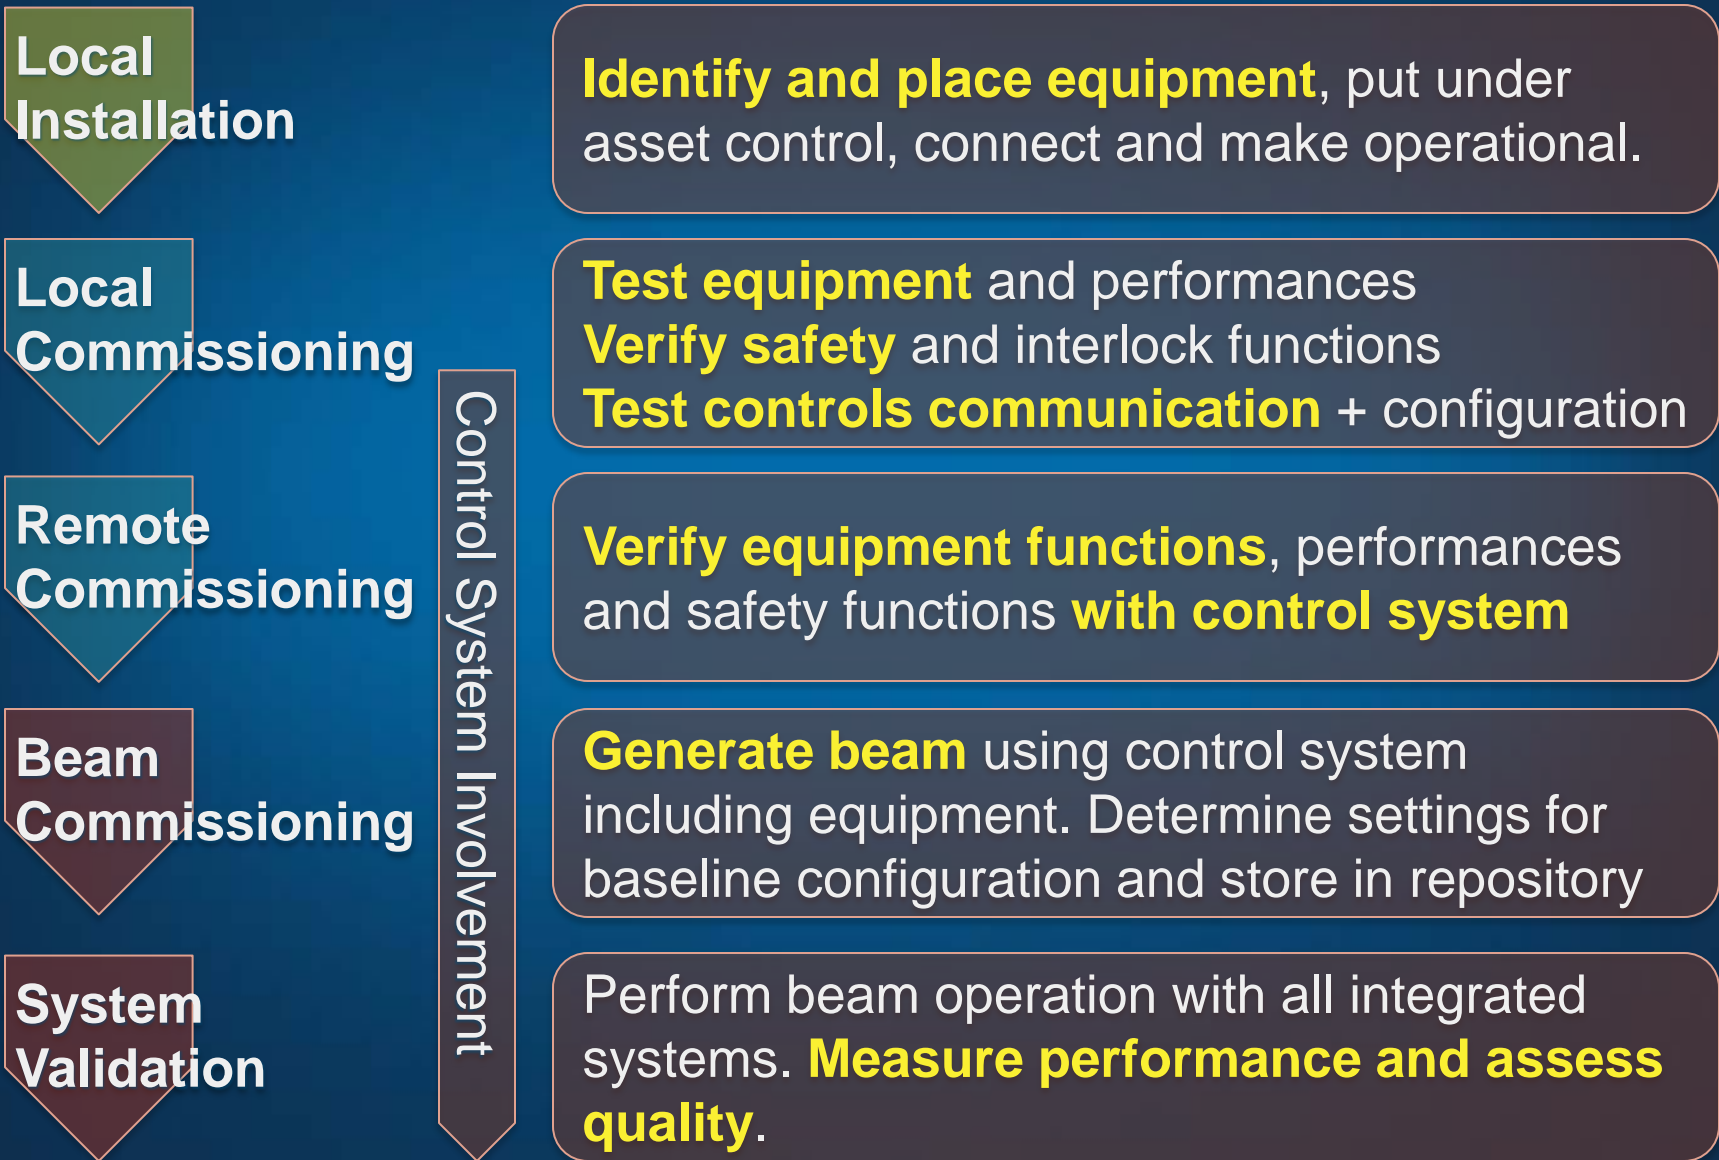 Local
Installation
Identify and place equipment, put under
asset control, connect and make operational.
Local
Commissioning
Test equipment and performances
Verify safety and interlock functions
Test controls communication + configuration
Control System Involvement
Remote
Commissioning
Verify equipment functions, performances
and safety functions with control system
Beam
Commissioning
Generate beam using control system
including equipment. Determine settings for
baseline configuration and store in repository
System
Validation
Perform beam operation with all integrated
systems. Measure performance and assess
quality.